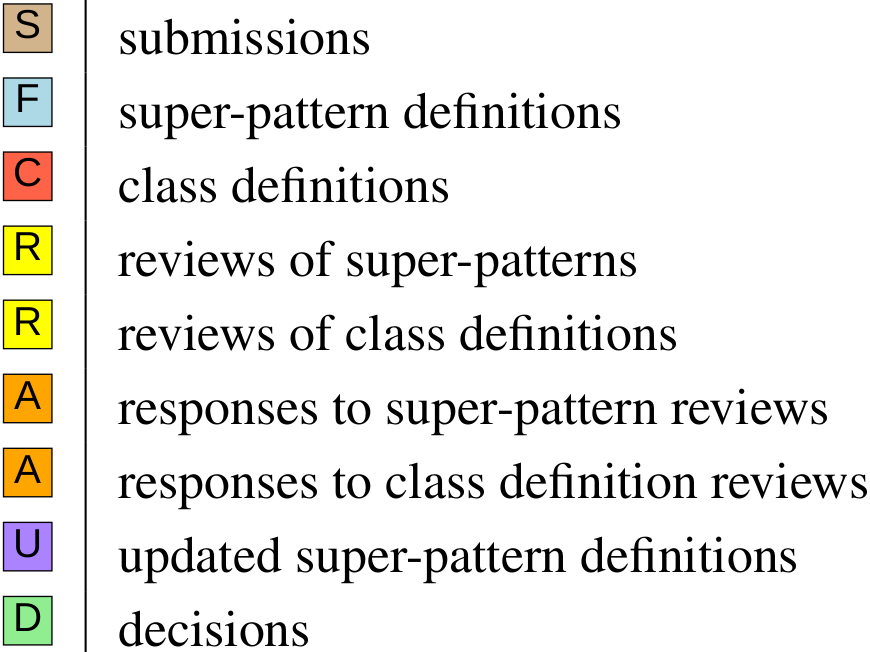 S submissions
F super-pattern definitions
C class definitions
R reviews of super-patterns
R reviews of class definitions
A responses to super-pattern reviews
A responses to class definition reviews
U updated super-pattern definitions
D decisions